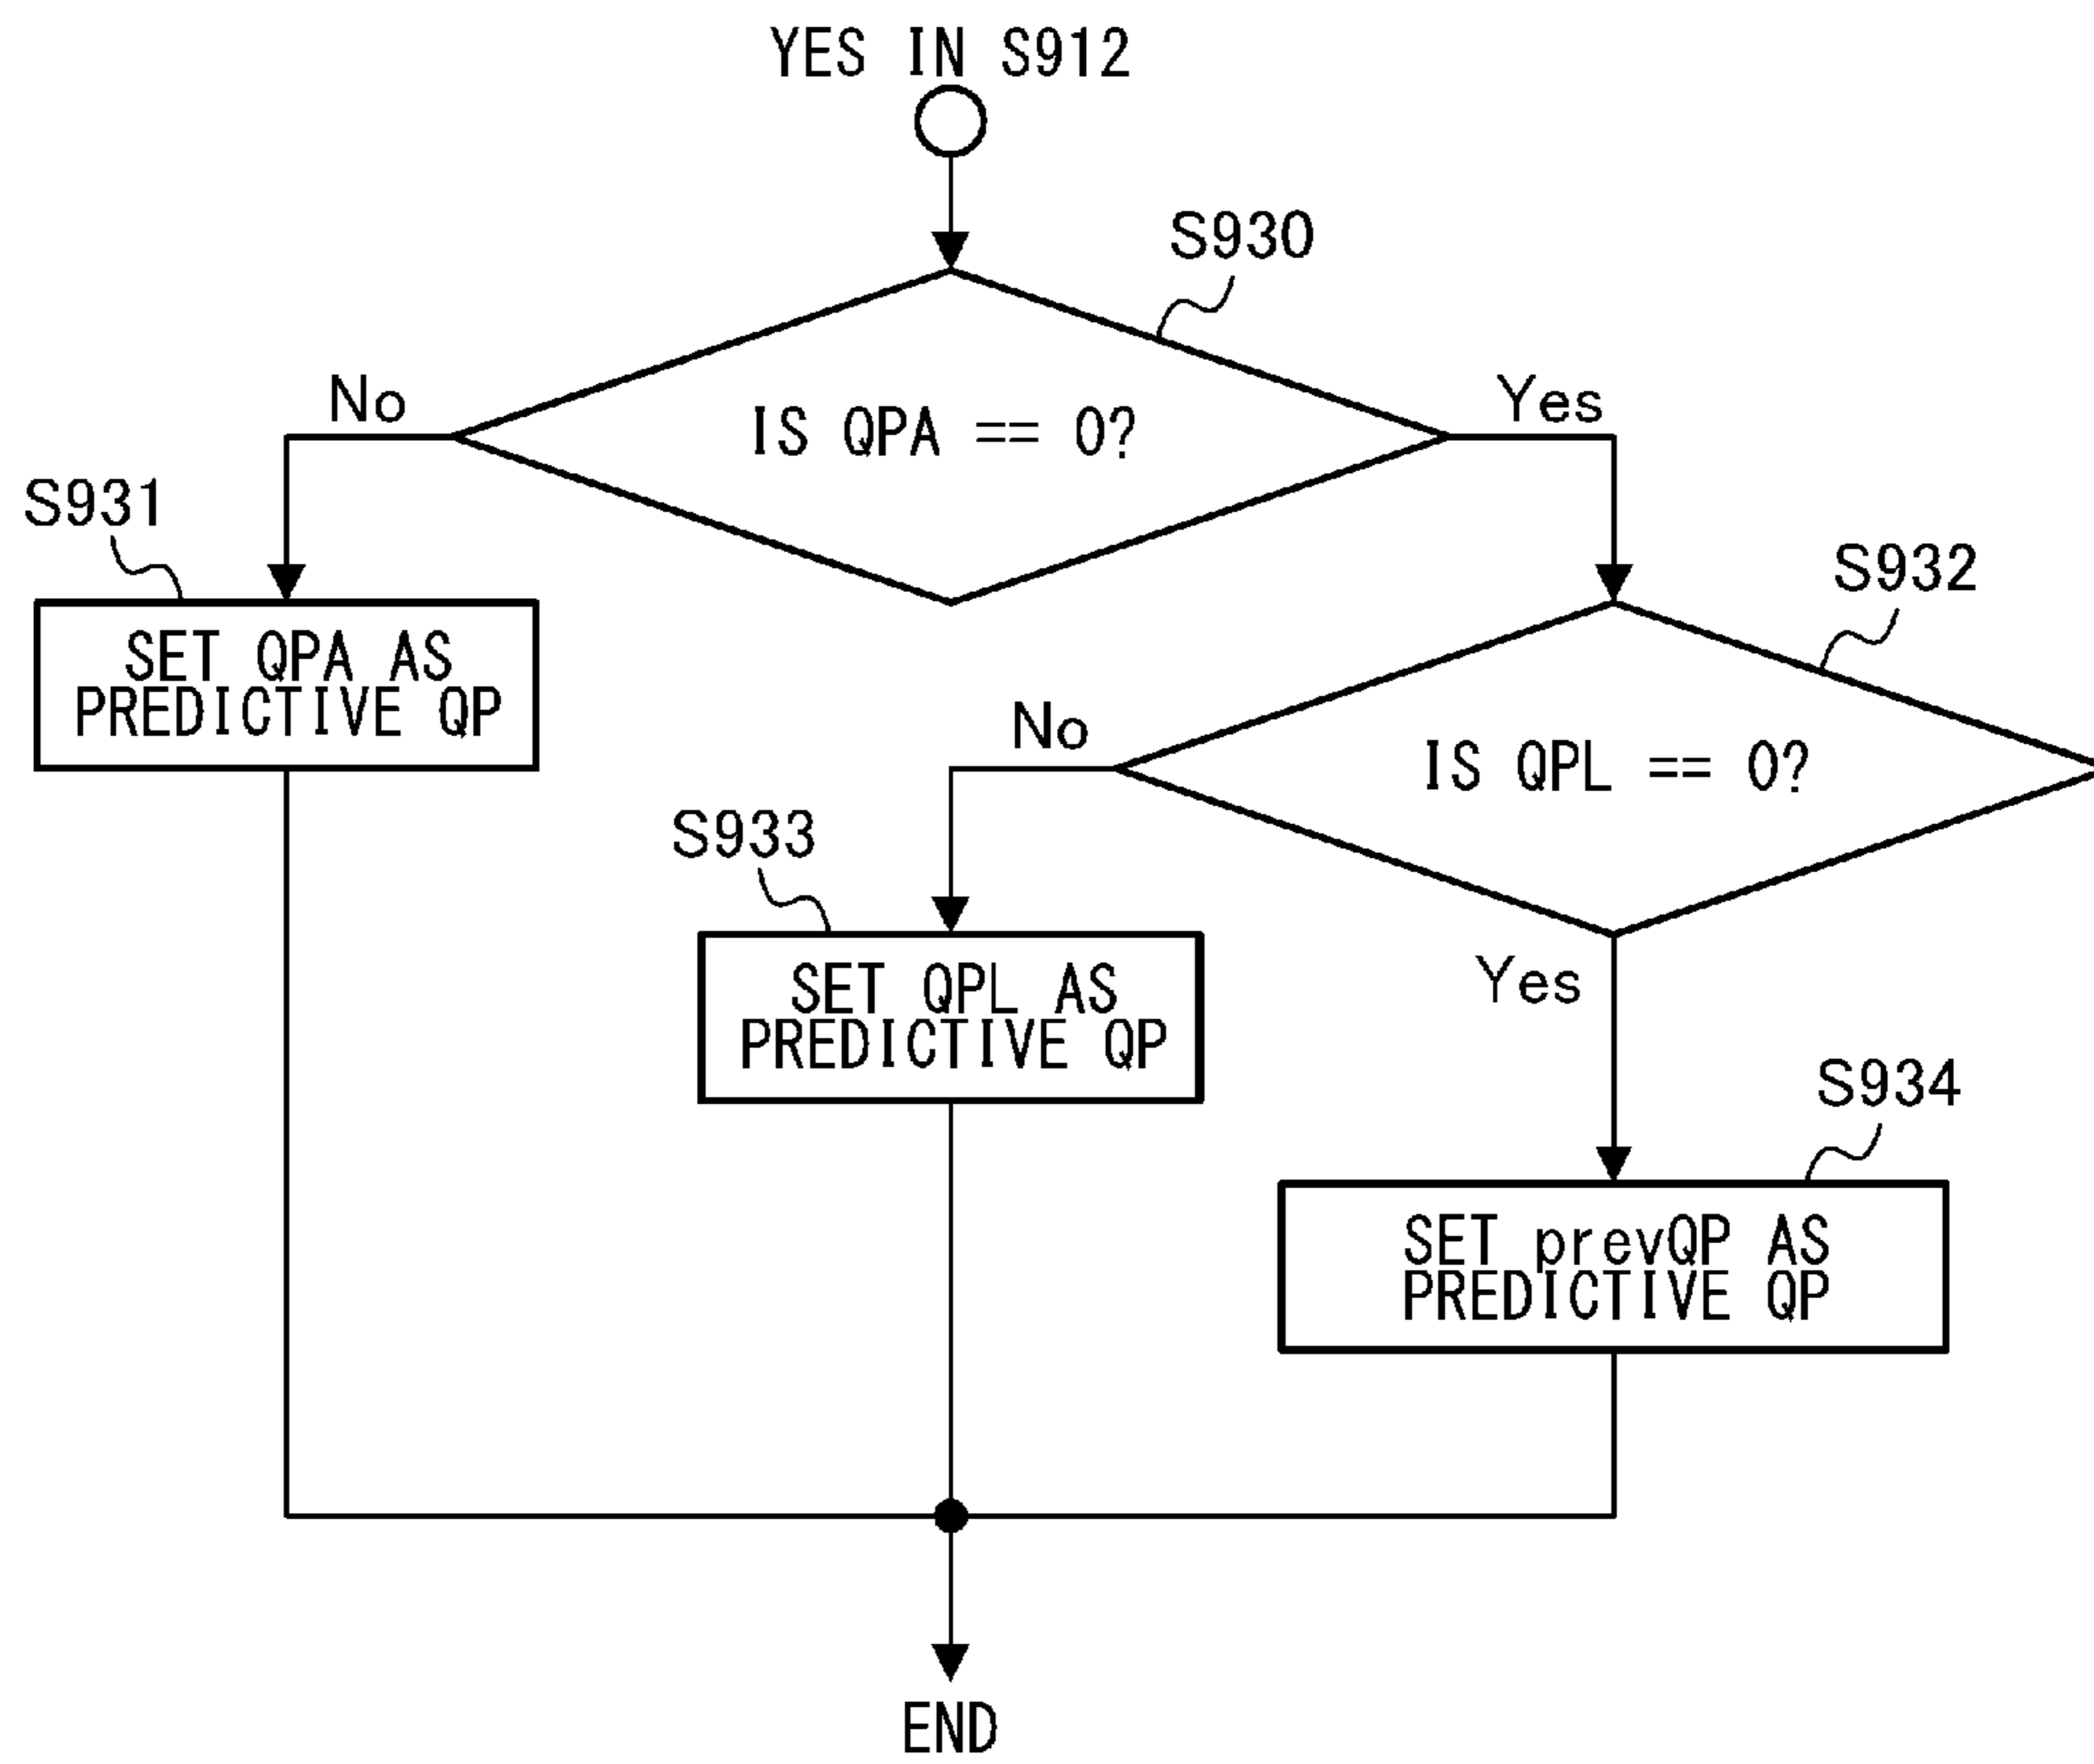 YES IN S912
S930
IS QPA == 0?
No
Yes
S931
SET QPA AS
PREDICTIVE QP
S932
IS QPL == 0?
No
Yes
S933
SET QPL AS
PREDICTIVE QP
S934
SET prevQP AS
PREDICTIVE QP
END